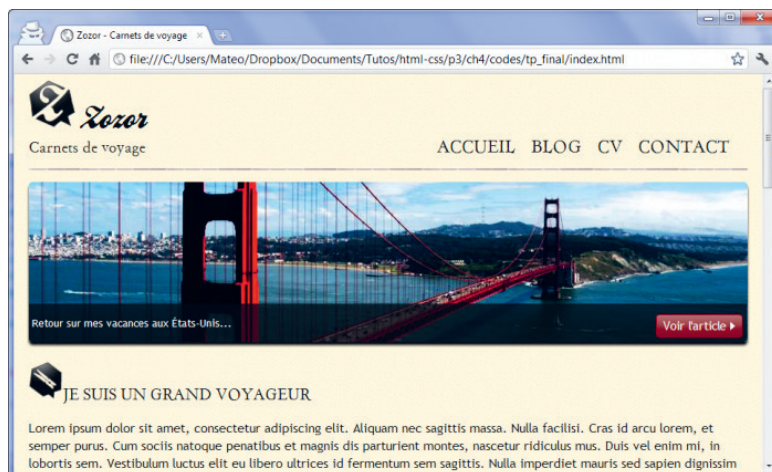 Zozor - Carnets de voyage
file:///C:/Users/Mateo/Dropbox/Documents/Tutos/html-css/p3/ch4/codes/tp_final/index.html
Zozor
Carnets de voyage
ACCUEIL BLOG CV CONTACT
Retour sur mes vacances aux États-Unis... Voir l'article
JE SUIS UN GRAND VOYAGEUR
Lorem ipsum dolor sit amet, consectetur adipiscing elit. Aliquam nec sagittis massa. Nulla facilisi. Cras id arcu lorem, et
semper purus. Cum sociis natoque penatibus et magnis dis parturient montes, nascetur ridiculus mus. Duis vel enim mi, in
lobortis sem. Vestibulum luctus elit eu libero ultrices id fermentum sem sagittis. Nulla imperdiet mauris sed sapien dignissim